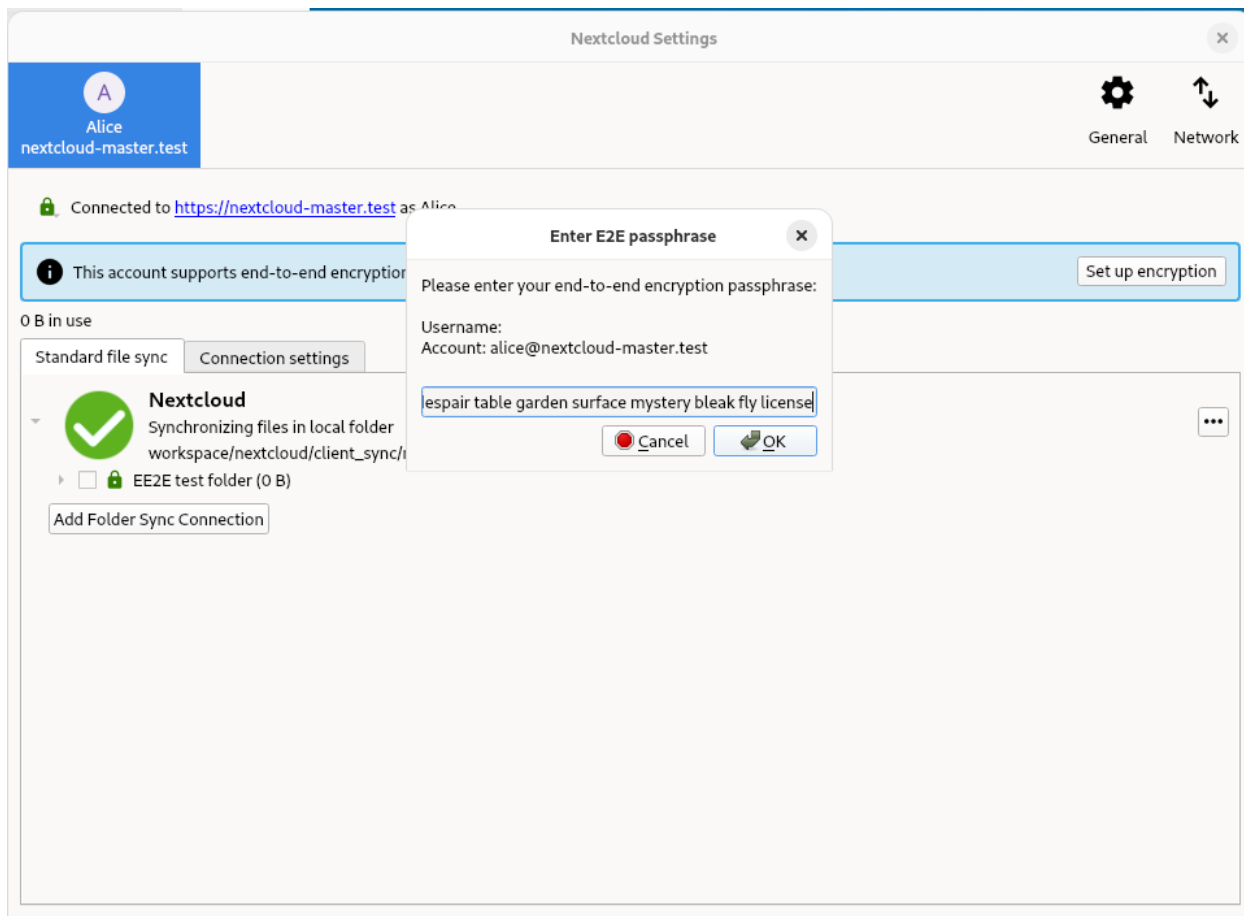 Nextcloud Settings
A
Alice
nextcloud-master.test
General
Network
Connected to https://nextcloud-master.test as Alice
Enter E2E passphrase
This account supports end-to-end encryption
Set up encryption
Please enter your end-to-end encryption passphrase:
Username:
Account: alice@nextcloud-master.test
0 B in use
Standard file sync
Connection settings
table garden surface mystery bleak fly license
Cancel
OK
Nextcloud
Synchronizing files in local folder
workspace/nextcloud/client_sync/
EE2E test folder (0 B)
Add Folder Sync Connection